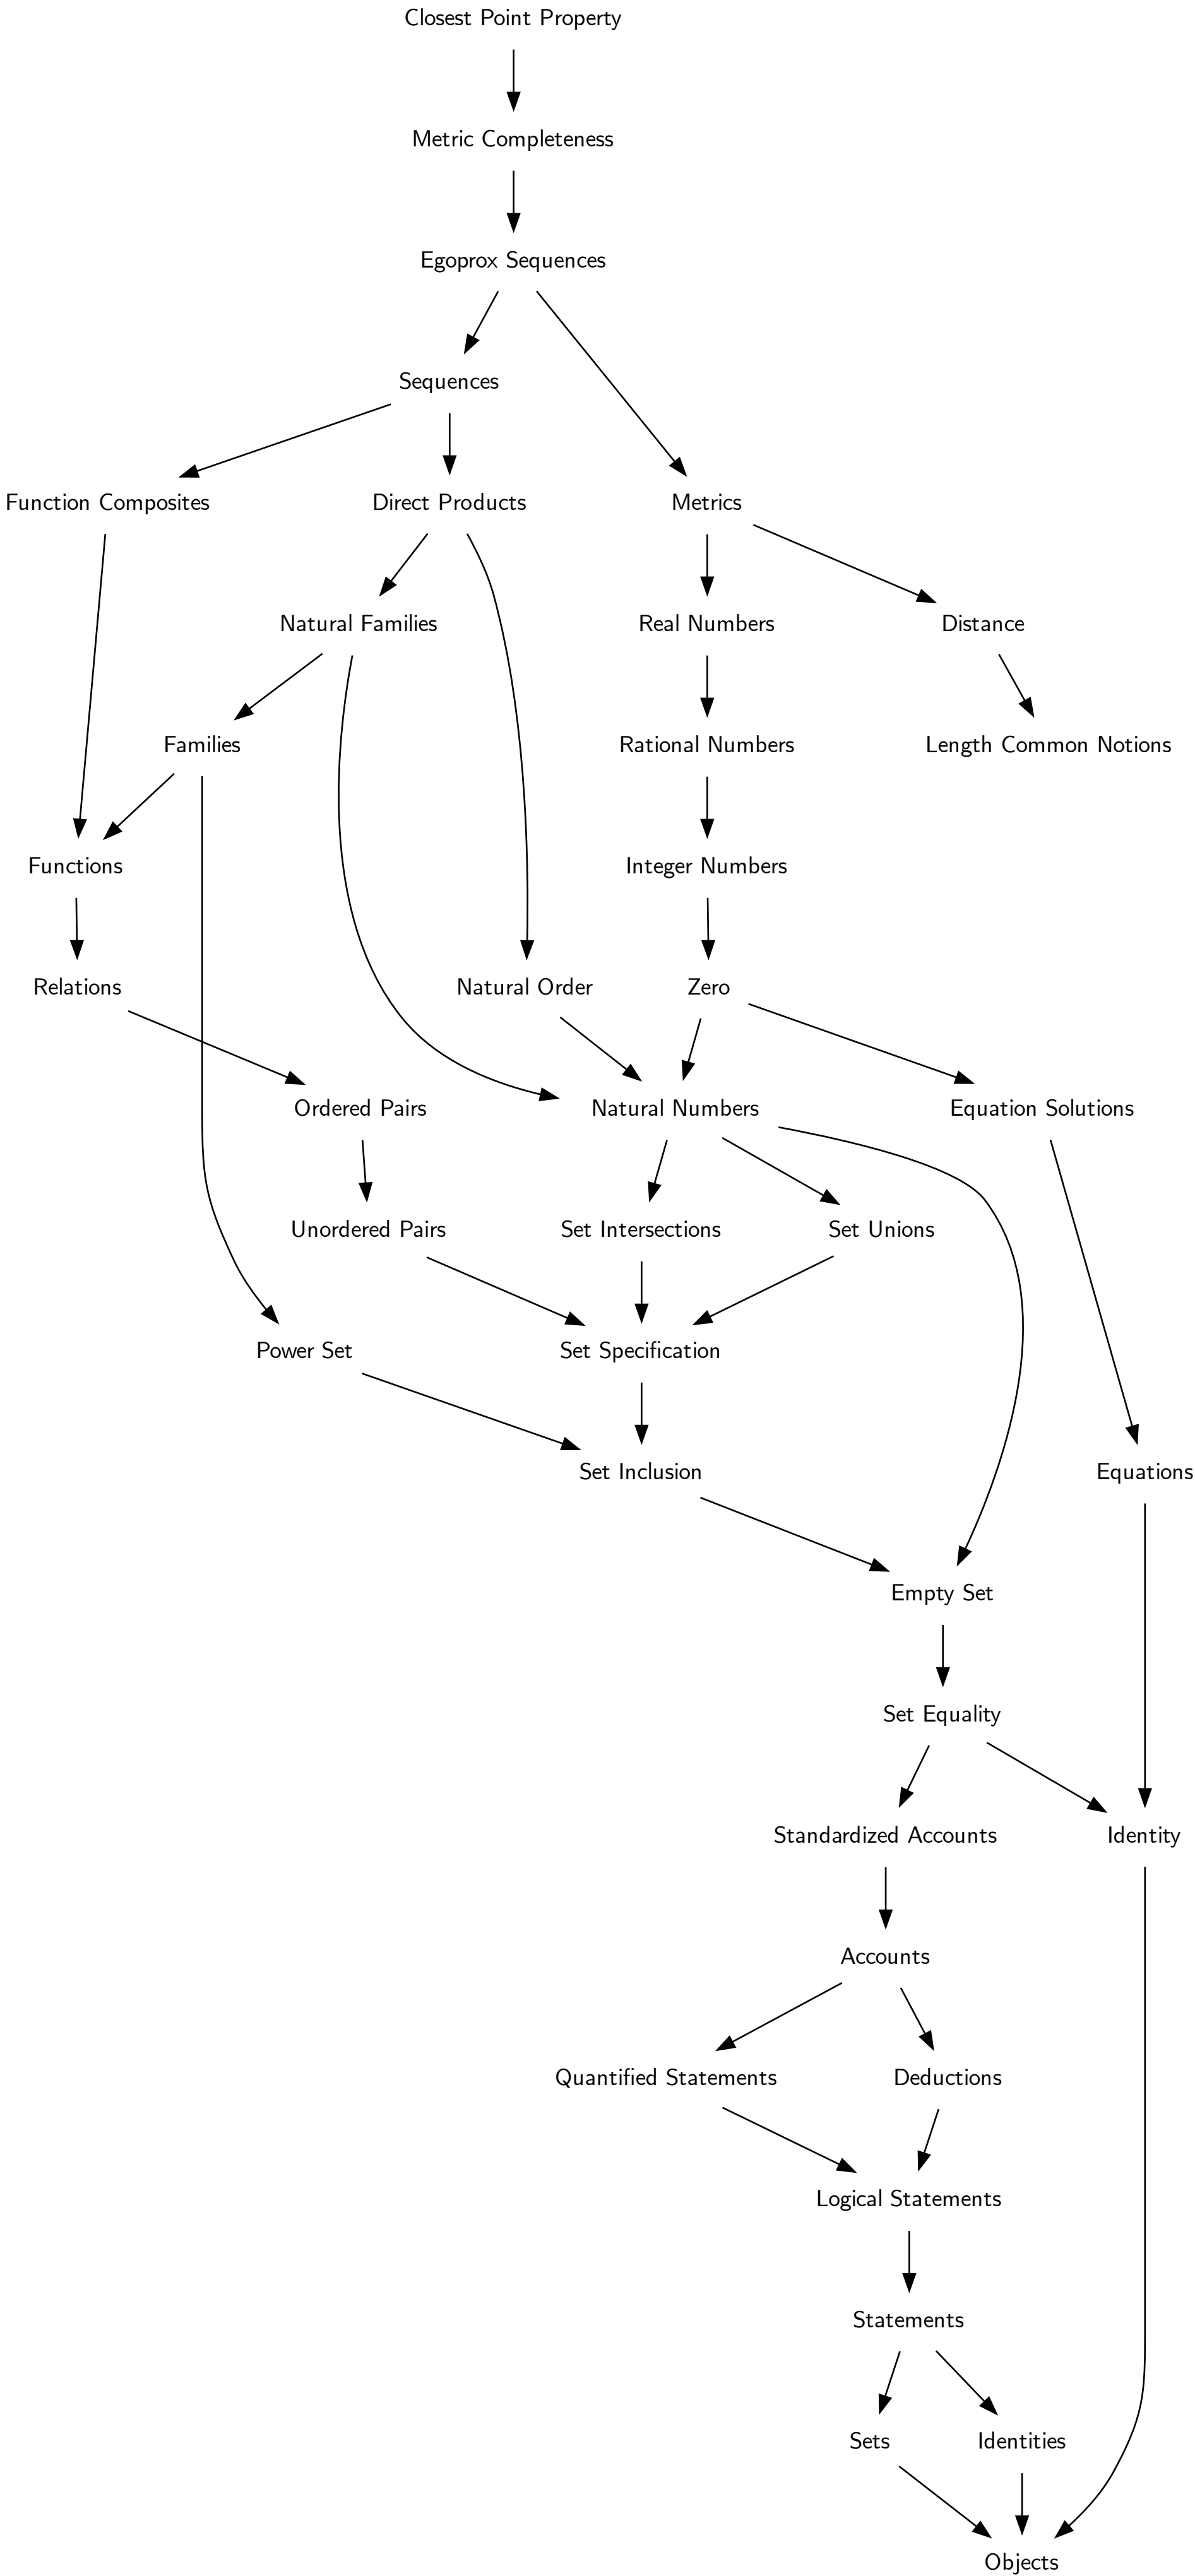 Closest Point Property
Metric Completeness
Egoprox Sequences
Sequences
Function Composites
Direct Products
Metrics
Natural Families
Real Numbers
Distance
Families
Rational Numbers
Length Common Notions
Functions
Integer Numbers
Relations
Natural Order
Zero
Ordered Pairs
Natural Numbers
Equation Solutions
Unordered Pairs
Set Intersections
Set Unions
Power Set
Set Specification
Set Inclusion
Equations
Empty Set
Set Equality
Standardized Accounts
Identity
Accounts
Quantified Statements
Deductions
Logical Statements
Statements
Sets
Identities
Objects